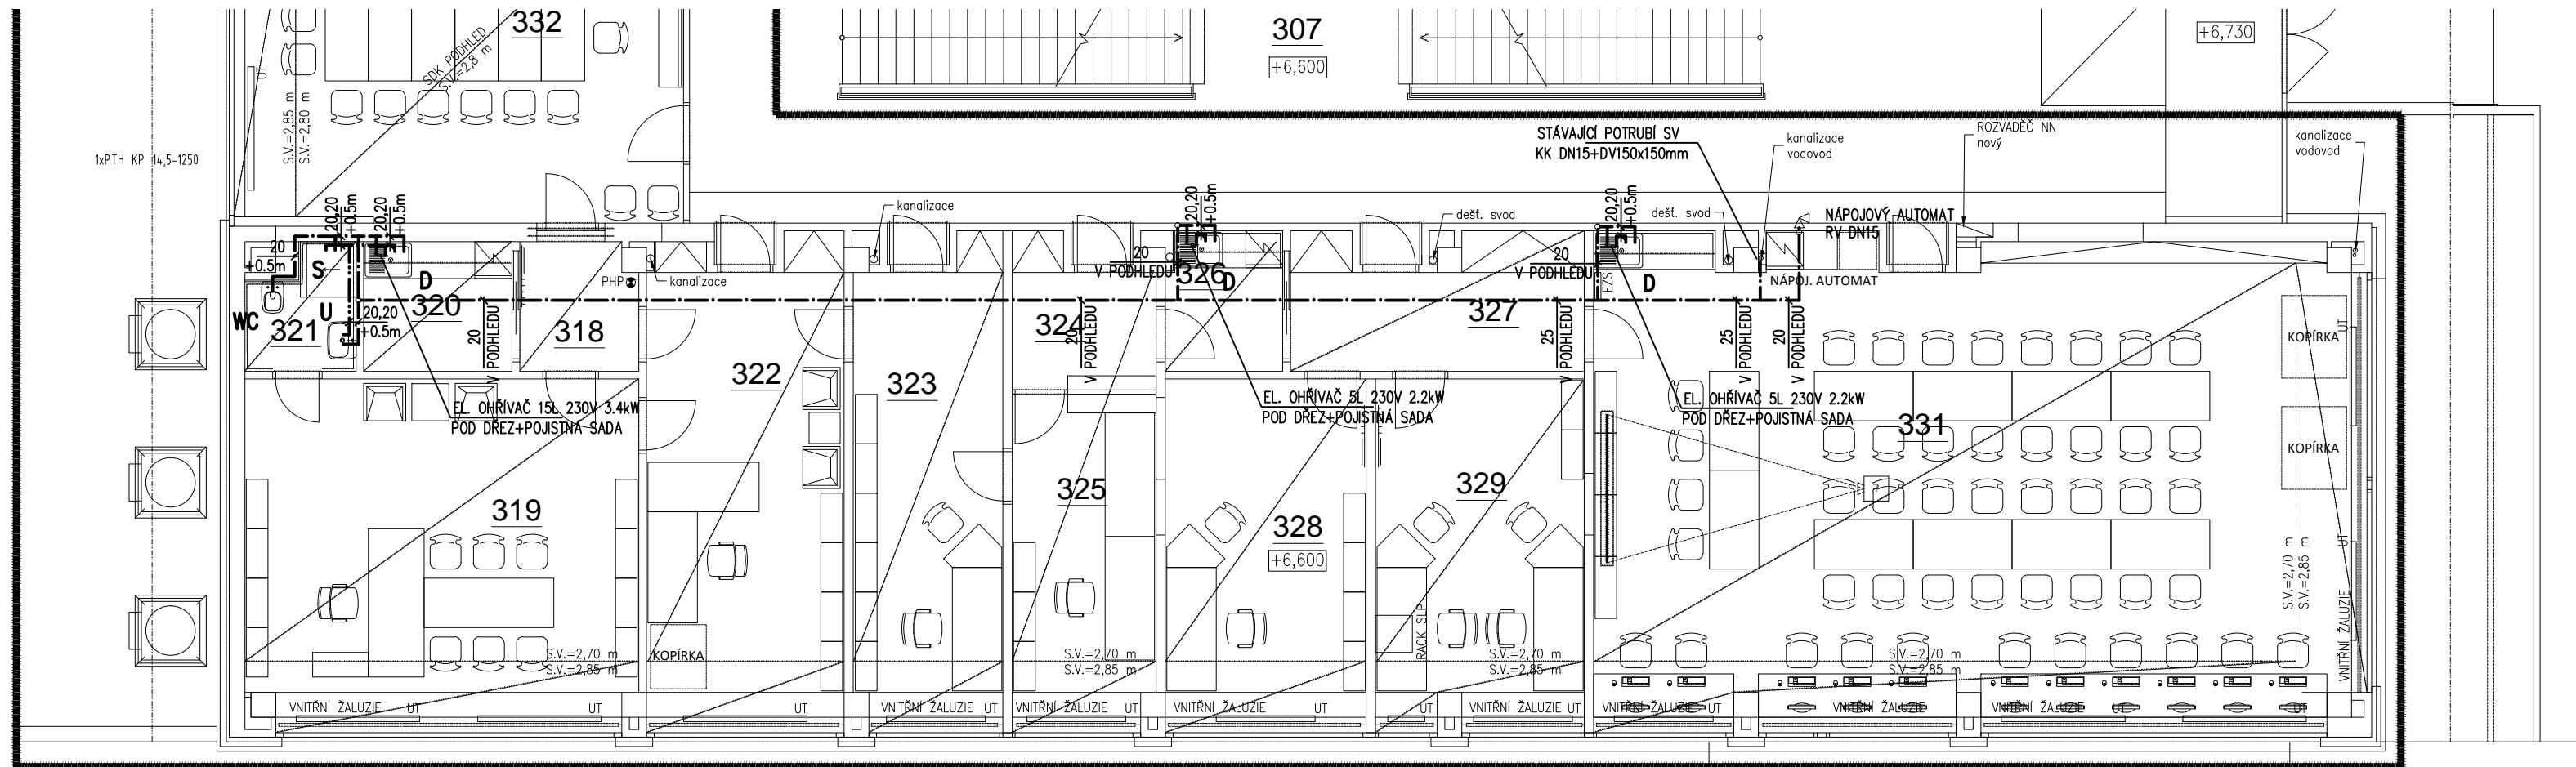 332
307
+6,600
+6,730
SDK PODHLED
S.V.=2,8 m
UT
S.V.=2,85 m
S.V.=2,80 m
1xPTH KP 14,5-1250
STÁVAJÍCÍ POTRUBÍ SV
KK DN15+DV150x150mm
kanalizace
vodovod
ROZVADĚČ NN
nový
kanalizace
vodovod
20,20
+0.5m
20,20
+0.5m
kanalizace
20,20
+0.5m
dešť. svod
20,20
+0.5m
dešť. svod
NÁPOJOVÝ AUTOMAT
RV DN15
20
+0.5m
S
D
320
PHP
kanalizace
20
V PODHLEDU
326
D
20
V PODHLEDU
EZS
D
NÁPOJ. AUTOMAT
WC
321
U
20,20
+0.5m
20
V PODHLEDU
318
324
20
V PODHLEDU
327
25
V PODHLEDU
25
V PODHLEDU
20
V PODHLEDU
KOPÍRKA
UT
322
323
EL. OHŘÍVAČ 15L 230V 3.4kW
POD DŘEZ+POJISTNÁ SADA
EL. OHŘÍVAČ 5L 230V 2.2kW
POD DŘEZ+POJISTNÁ SADA
EL. OHŘÍVAČ 5L 230V 2.2kW
POD DŘEZ+POJISTNÁ SADA
331
KOPÍRKA
319
325
328
+6,600
329
RACK SLP
S.V.=2,70 m
S.V.=2,85 m
UT
S.V.=2,70 m
S.V.=2,85 m
KOPÍRKA
S.V.=2,70 m
S.V.=2,85 m
S.V.=2,70 m
S.V.=2,85 m
S.V.=2,70 m
S.V.=2,85 m
VNITŘNÍ ŽALUZIE
VNITŘNÍ ŽALUZIE
UT
UT
UT
VNITŘNÍ ŽALUZIE
UT
VNITŘNÍ ŽALUZIE
UT
VNITŘNÍ ŽALUZIE
UT
UT
VNITŘNÍ ŽALUZIE
UT
VNITŘNÍ ŽALUZIE
UT
VNITŘNÍ ŽALUZIE
VNITŘNÍ ŽALUZIE
UT
UT